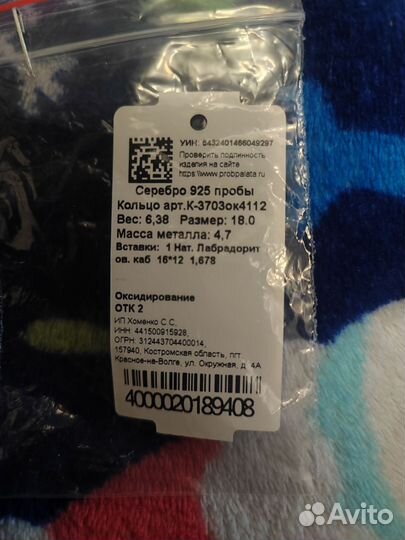 УИН: 6432401466049297
Проверить подлинность
изделия на сайте
https://www.probpalata.ru
Серебро 925 пробы
Кольцо арт.К-3703ок4112
Вес: 6,38 Размер: 18.0
Масса металла: 4,7
Вставки: 1 Нат. Лабрадорит
ов. каб 16*12 1,678
Оксидирование
ОТК 2
ИП Хоменко С.С,
ИНН: 441500915928,
ОГРН: 312443704400014,
157940, Костромская область, пгт.
Красное-на-Волге, ул. Окружная, д. 4А
4000020189408
Avito